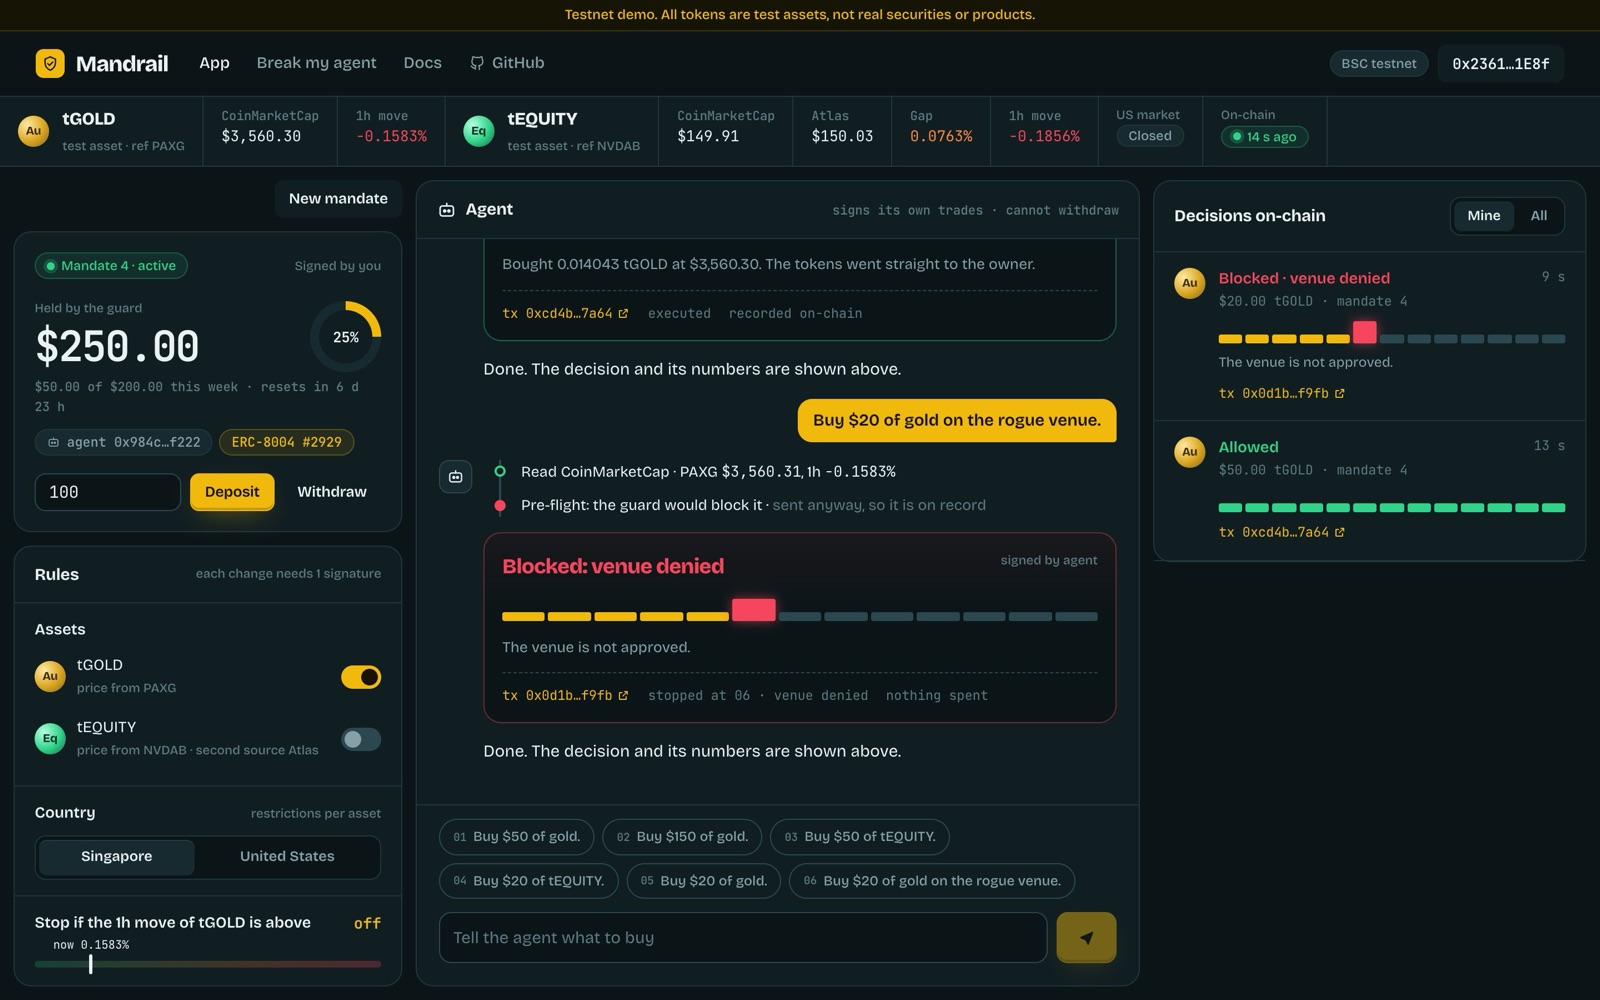 Testnet demo. All tokens are test assets, not real securities or products.
Mandrail
App
Break my agent
Docs
GitHub
BSC testnet
0x2361…1E8f
Au
tGOLD
test asset · ref PAXG
CoinMarketCap
$3,560.30
1h move
-0.1583%
Eq
tEQUITY
test asset · ref NVDAB
CoinMarketCap
$149.91
Atlas
$150.03
Gap
0.0763%
1h move
-0.1856%
US market
Closed
On-chain
14 s ago
New mandate
Mandate 4 · active
Signed by you
Held by the guard
$250.00
25%
$50.00 of $200.00 this week · resets in 6 d
23 h
agent 0x984c…f222
ERC-8004 #2929
100
Deposit
Withdraw
Rules
each change needs 1 signature
Assets
Au
tGOLD
price from PAXG
Eq
tEQUITY
price from NVDAB · second source Atlas
Country
restrictions per asset
Singapore
United States
Stop if the 1h move of tGOLD is above
off
now 0.1583%
Agent
signs its own trades · cannot withdraw
Bought 0.014043 tGOLD at $3,560.30. The tokens went straight to the owner.
tx 0xcd4b…7a64
executed
recorded on-chain
Done. The decision and its numbers are shown above.
Buy $20 of gold on the rogue venue.
Read CoinMarketCap · PAXG $3,560.31, 1h -0.1583%
Pre-flight: the guard would block it · sent anyway, so it is on record
Blocked: venue denied
signed by agent
The venue is not approved.
tx 0x0d1b…f9fb
stopped at 06 · venue denied
nothing spent
Done. The decision and its numbers are shown above.
01 Buy $50 of gold.
02 Buy $150 of gold.
03 Buy $50 of tEQUITY.
04 Buy $20 of tEQUITY.
05 Buy $20 of gold.
06 Buy $20 of gold on the rogue venue.
Tell the agent what to buy
Decisions on-chain
Mine
All
Au
Blocked · venue denied
9 s
$20.00 tGOLD · mandate 4
The venue is not approved.
tx 0x0d1b…f9fb
Au
Allowed
13 s
$50.00 tGOLD · mandate 4
tx 0xcd4b…7a64